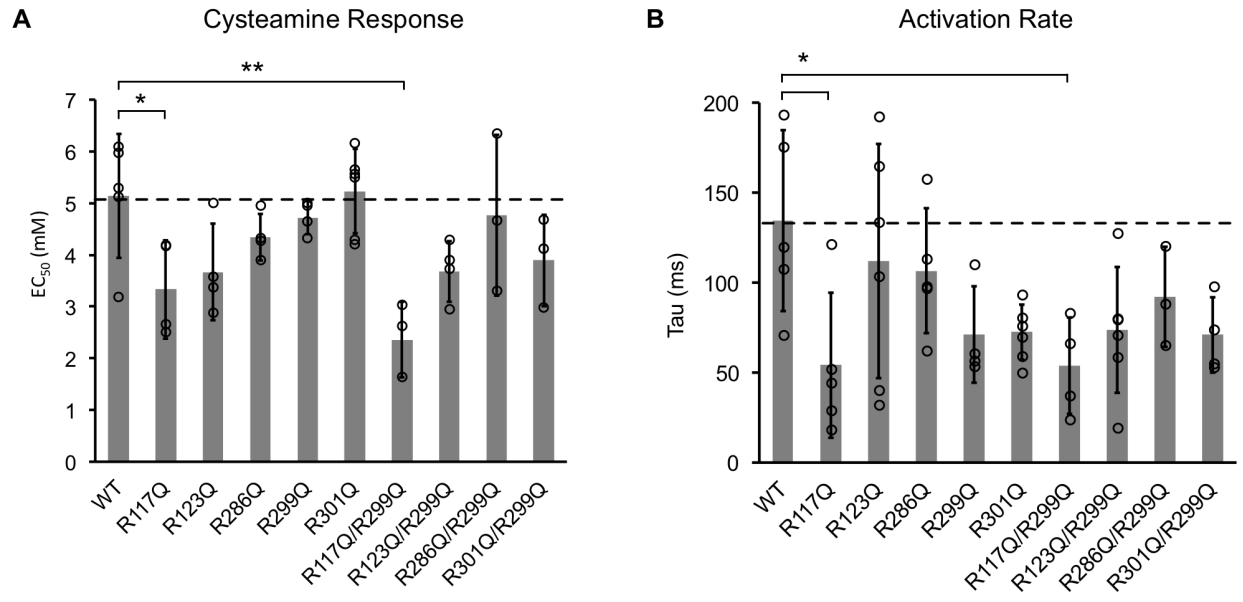 A
Cysteamine Response
**
*
7
6
5
4
3
2
1
0
EC50 (mM)
WT
R117Q
R123Q
R286Q
R299Q
R301Q
R117Q/R299Q
R123Q/R299Q
R286Q/R299Q
R301Q/R299Q
B
Activation Rate
*
200
150
100
50
0
Tau (ms)
WT
R117Q
R123Q
R286Q
R299Q
R301Q
R117Q/R299Q
R123Q/R299Q
R286Q/R299Q
R301Q/R299Q